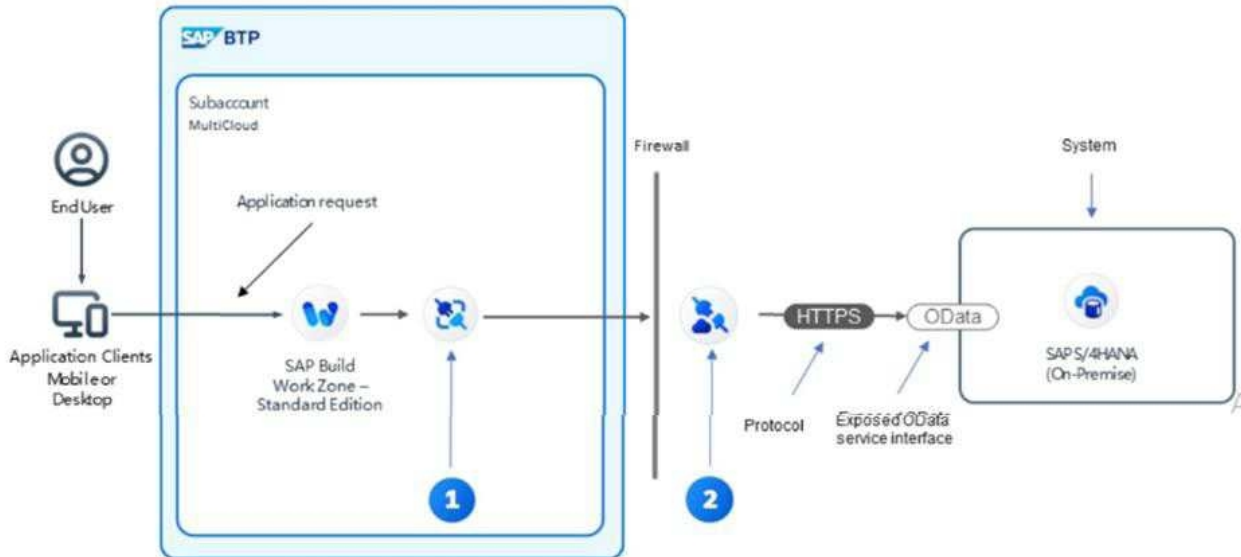 SAP BTP
Subaccount
MultiCloud
Firewall
System
End User
Application request
HTTPS
OData
Application Clients
Mobile or
Desktop
SAP Build
Work Zone –
Standard Edition
SAP S/4HANA
(On-Premise)
Protocol
Exposed OData
service interface
1
2
A